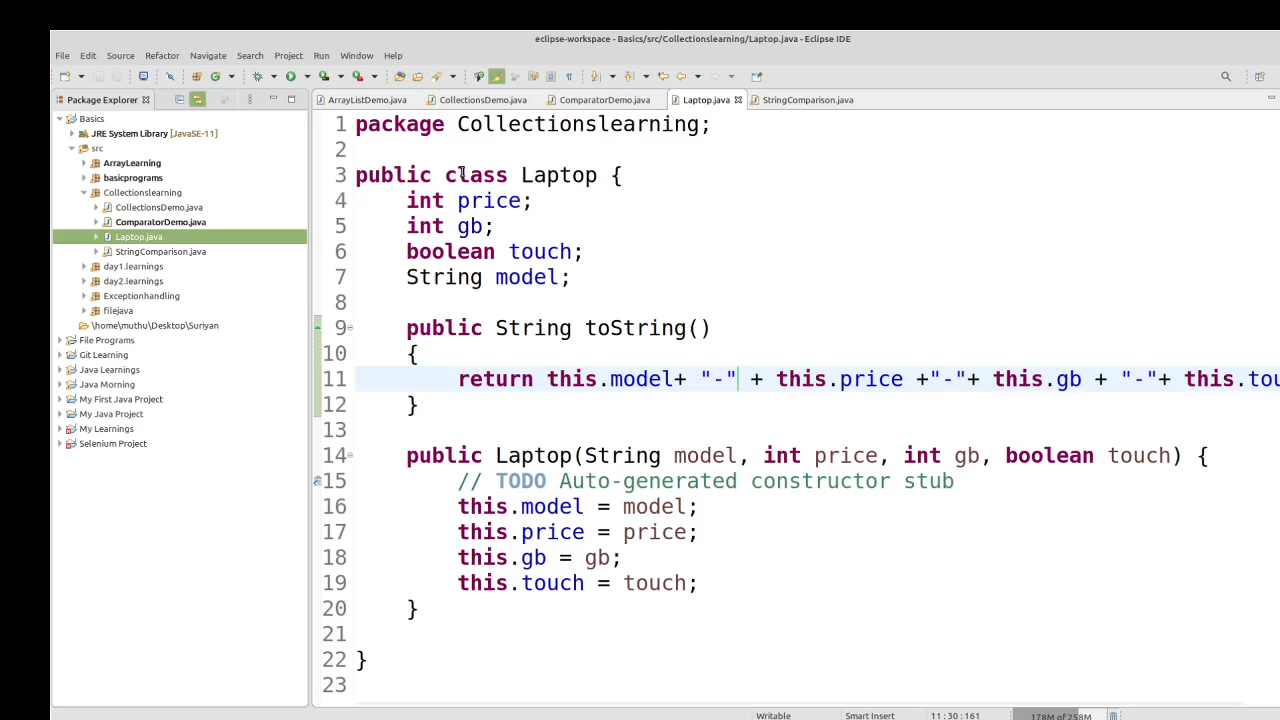 eclipse-workspace - Basics/src/Collectionslearning/Laptop.java - Eclipse IDE
File Edit Source Refactor Navigate Search Project Run Window Help
Package Explorer
ArrayListDemo.java CollectionsDemo.java ComparatorDemo.java Laptop.java StringComparison.java
Basics
JRE System Library [JavaSE-11]
src
ArrayLearning
basicprograms
Collectionslearning
CollectionsDemo.java
ComparatorDemo.java
Laptop.java
StringComparison.java
day1.learnings
day2.learnings
Exceptionhandling
filejava
\home\muthu\Desktop\Suriyan
File Programs
Git Learning
Java Learnings
Java Morning
My First Java Project
My Java Project
My Learnings
Selenium Project
1 package Collectionslearning;
2
3 public class Laptop {
4 int price;
5 int gb;
6 boolean touch;
7 String model;
8
9 public String toString()
10 {
11 return this.model+ "-" + this.price +"-"+ this.gb + "-"+ this.tou
12 }
13
14 public Laptop(String model, int price, int gb, boolean touch) {
15 // TODO Auto-generated constructor stub
16 this.model = model;
17 this.price = price;
18 this.gb = gb;
19 this.touch = touch;
20 }
21
22 }
23
Writable Smart Insert 11:30:161 178M of 258M